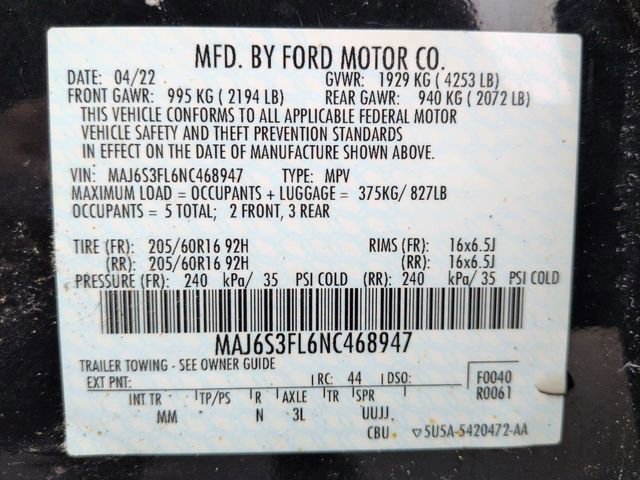 MFD. BY FORD MOTOR CO.
DATE: 04/22 GVWR: 1929 KG ( 4253 LB)
FRONT GAWR: 995 KG ( 2194 LB) REAR GAWR: 940 KG ( 2072 LB)
THIS VEHICLE CONFORMS TO ALL APPLICABLE FEDERAL MOTOR
VEHICLE SAFETY AND THEFT PREVENTION STANDARDS
IN EFFECT ON THE DATE OF MANUFACTURE SHOWN ABOVE.
VIN: MAJ6S3FL6NC468947 TYPE: MPV
MAXIMUM LOAD = OCCUPANTS + LUGGAGE = 375KG/ 827LB
OCCUPANTS = 5 TOTAL; 2 FRONT, 3 REAR
TIRE (FR): 205/60R16 92H RIMS (FR): 16x6.5J
(RR): 205/60R16 92H (RR): 16x6.5J
PRESSURE (FR): 240 kPa/ 35 PSI COLD (RR): 240 kPa/ 35 PSI COLD
MAJ6S3FL6NC468947
TRAILER TOWING - SEE OWNER GUIDE
EXT PNT: RC: 44 DSO: F0040
INT TR TP/PS R AXLE TR SPR R0061
MM N 3L UUJJ
CBU ▽5U5A-5420472-AA